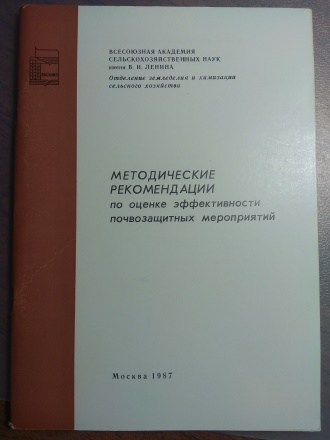 ВСЕСОЮЗНАЯ АКАДЕМИЯ
СЕЛЬСКОХОЗЯЙСТВЕННЫХ НАУК
имени В. И. ЛЕНИНА
Отделение земледелия и химизации
сельского хозяйства
МЕТОДИЧЕСКИЕ
РЕКОМЕНДАЦИИ
по оценке эффективности
почвозащитных мероприятий
Москва 1987